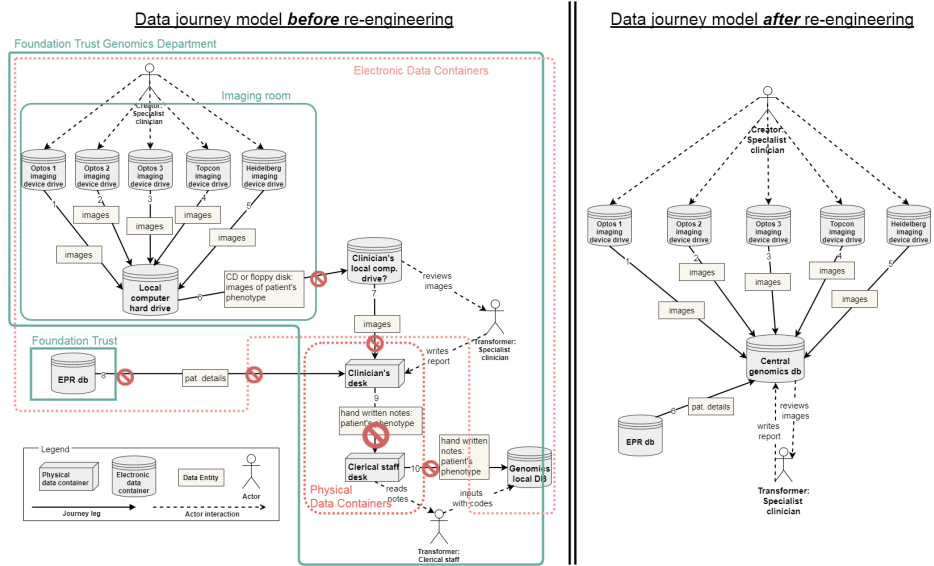 Data journey model before re-engineering
Foundation Trust Genomics Department
Electronic Data Containers
Imaging room
Creator:
Specialist
clinician
Optos 1
imaging
device drive
Optos 2
imaging
device drive
Optos 3
imaging
device drive
Topcon
imaging
device drive
Heidelberg
imaging
device drive
1
2
3
4
5
images
images
images
images
images
Local
computer
hard drive
6
CD or floppy disk:
images of patient's
phenotype
Clinician's
local comp.
drive?
7
reviews
images
images
Transformer:
Specialist
clinician
writes
report
Foundation Trust
EPR db
8
pat. details
Clinician's
desk
9
hand written notes:
patient's phenotype
Clerical staff
desk
10
hand written
notes:
patient's
phenotype
Genomics
local DB
Physical
Data Containers
reads
notes
inputs
with codes
Transformer:
Clerical staff
Legend
Physical
data container
Electronic
data
container
Data Entity
Actor
Journey leg
Actor interaction
Data journey model after re-engineering
Creator:
Specialist
clinician
Optos 1
imaging
device drive
Optos 2
imaging
device drive
Optos 3
imaging
device drive
Topcon
imaging
device drive
Heidelberg
imaging
device drive
1
2
3
4
5
images
images
images
images
images
Central
genomics db
6
pat. details
EPR db
reviews
images
writes
report
Transformer:
Specialist
clinician